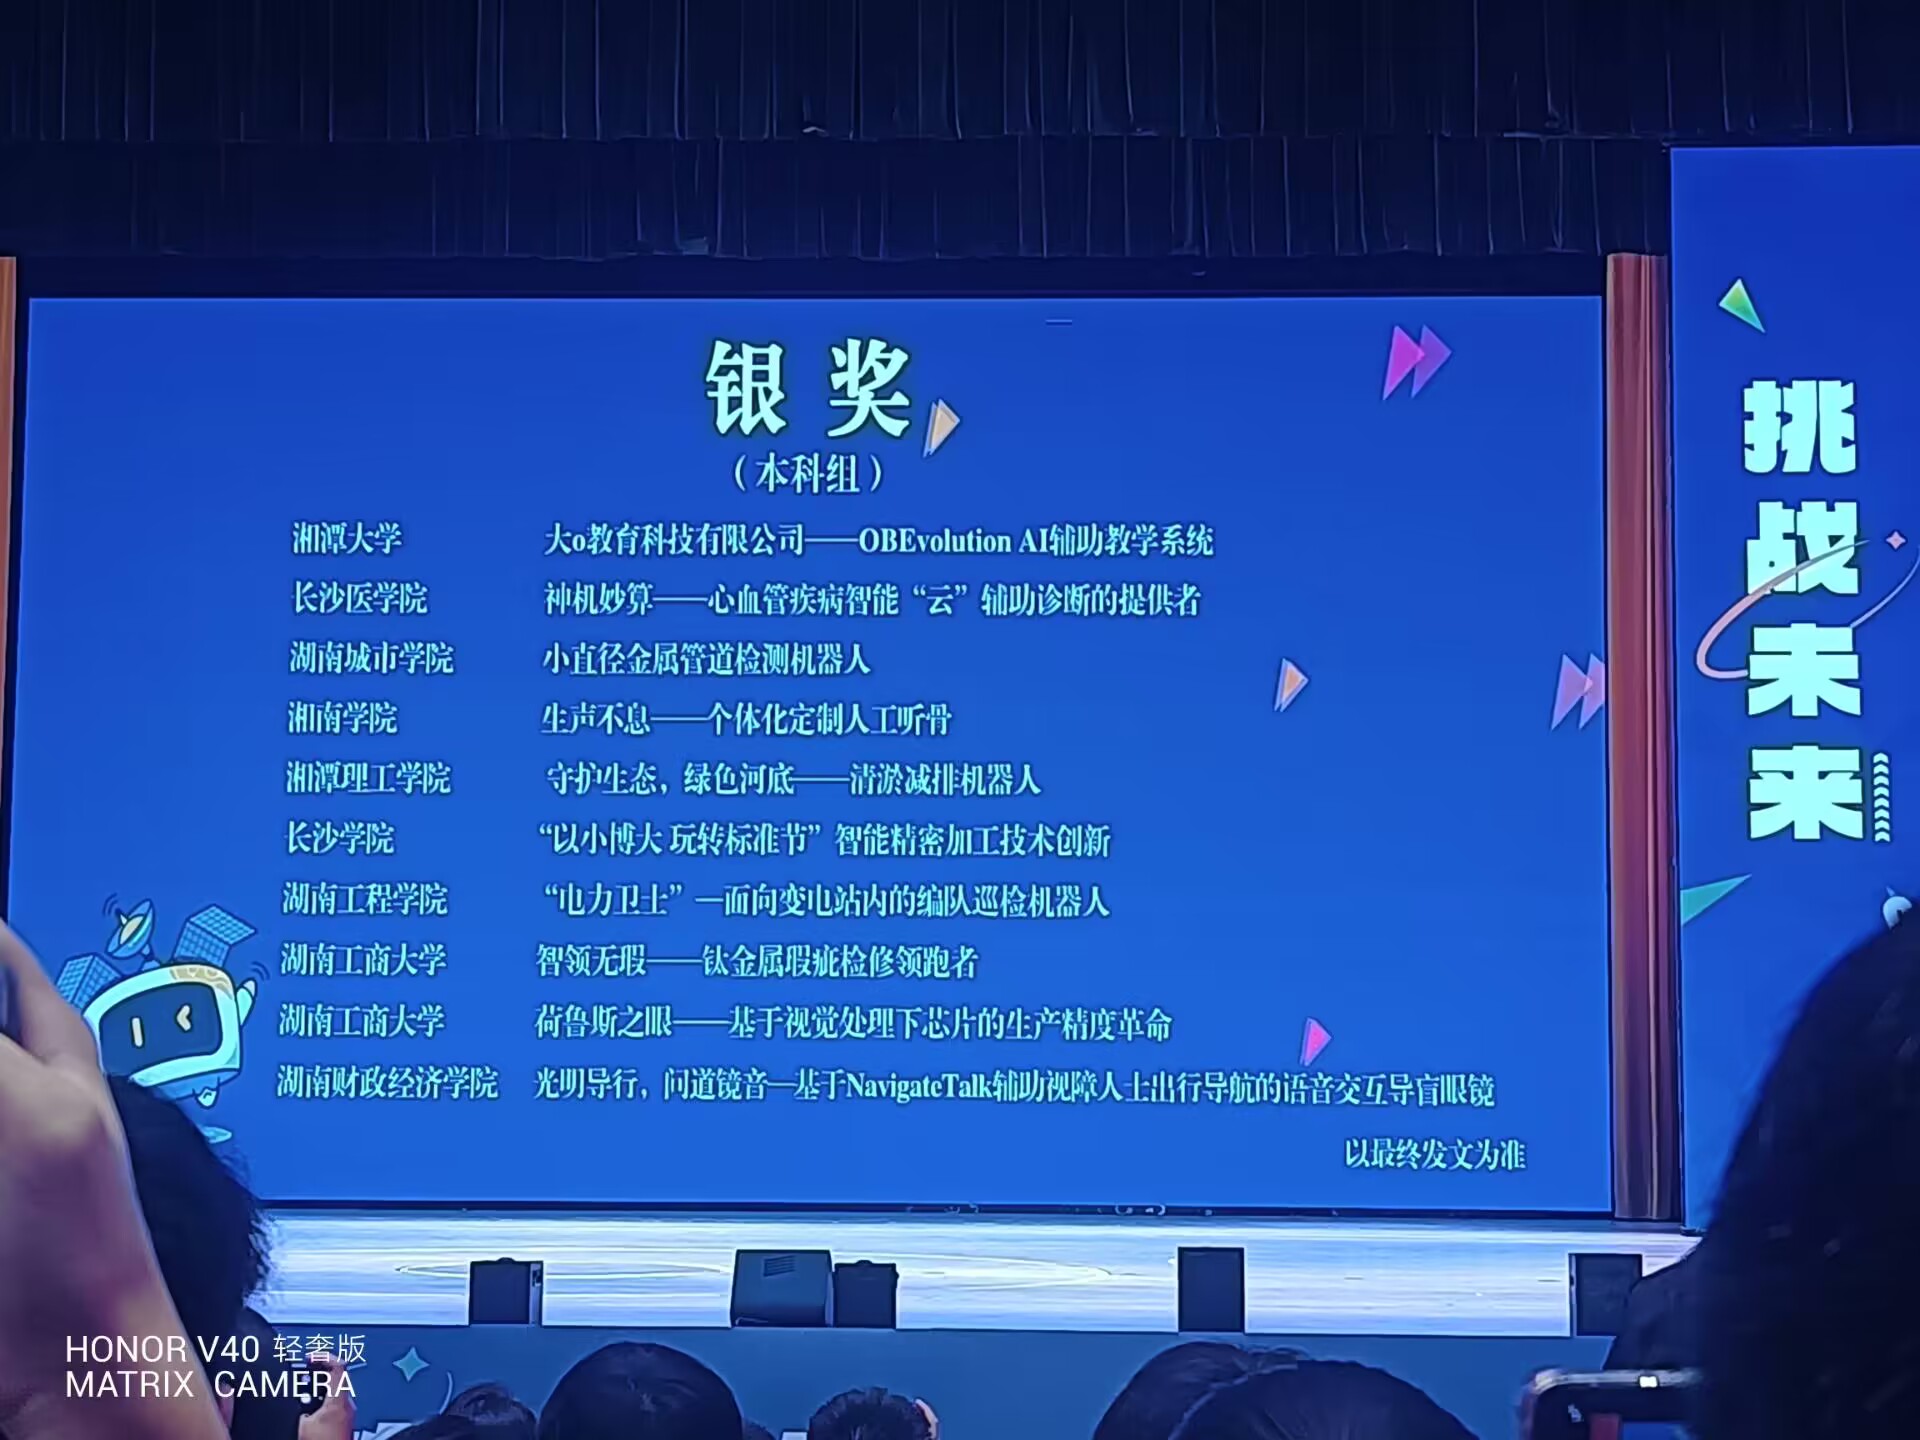 银 奖
（本科组）
湘潭大学 大o教育科技有限公司——OBEvolution AI辅助教学系统
长沙医学院 神机妙算——心血管疾病智能“云”辅助诊断的提供者
湖南城市学院 小直径金属管道检测机器人
湘南学院 生声不息——个体化定制人工听骨
湘潭理工学院 守护生态，绿色河底——清淤减排机器人
长沙学院 “以小博大 玩转标准节”智能精密加工技术创新
湖南工程学院 “电力卫士”—面向变电站内的编队巡检机器人
湖南工商大学 智领无瑕——钛金属瑕疵检修领跑者
湖南工商大学 荷鲁斯之眼——基于视觉处理下芯片的生产精度革命
湖南财政经济学院 光明导行，问道镜音—基于NavigateTalk辅助视障人士出行导航的语音交互导盲眼镜
以最终发文为准
挑战未来
HONOR V40 轻奢版
MATRIX CAMERA